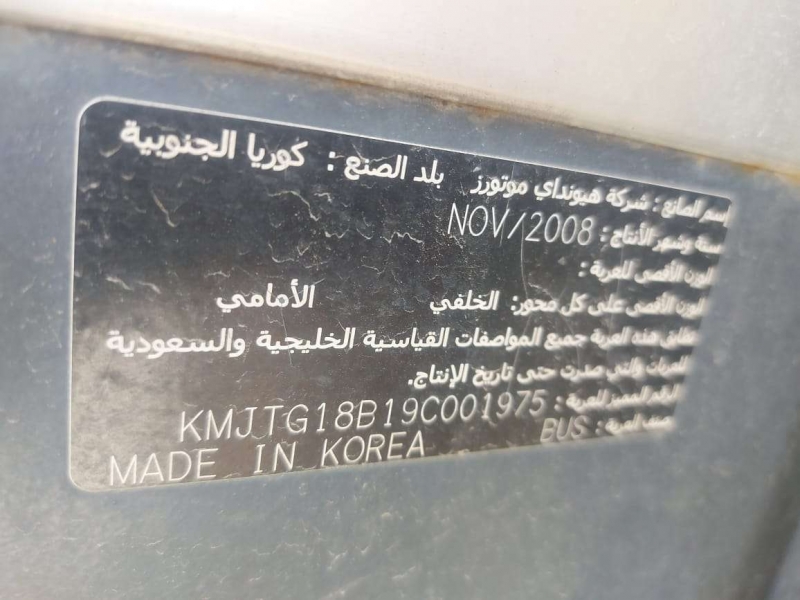 اسم الصانع : شركة هيونداي موتورز بلد الصنع : كوريا الجنوبية
سنة وشهر الأنتاج : NOV/2008
الوزن الأقصى للعربة :
الوزن الأقصى على كل محور: الخلفي الأمامي
تطابق هذه العربة جميع المواصفات القياسية الخليجية والسعودية
للعربات والتي صدرت حتى تاريخ الإنتاج.
الرقم المميز للعربة : KMJTG18B19C001975
صنف العربة : BUS
MADE IN KOREA